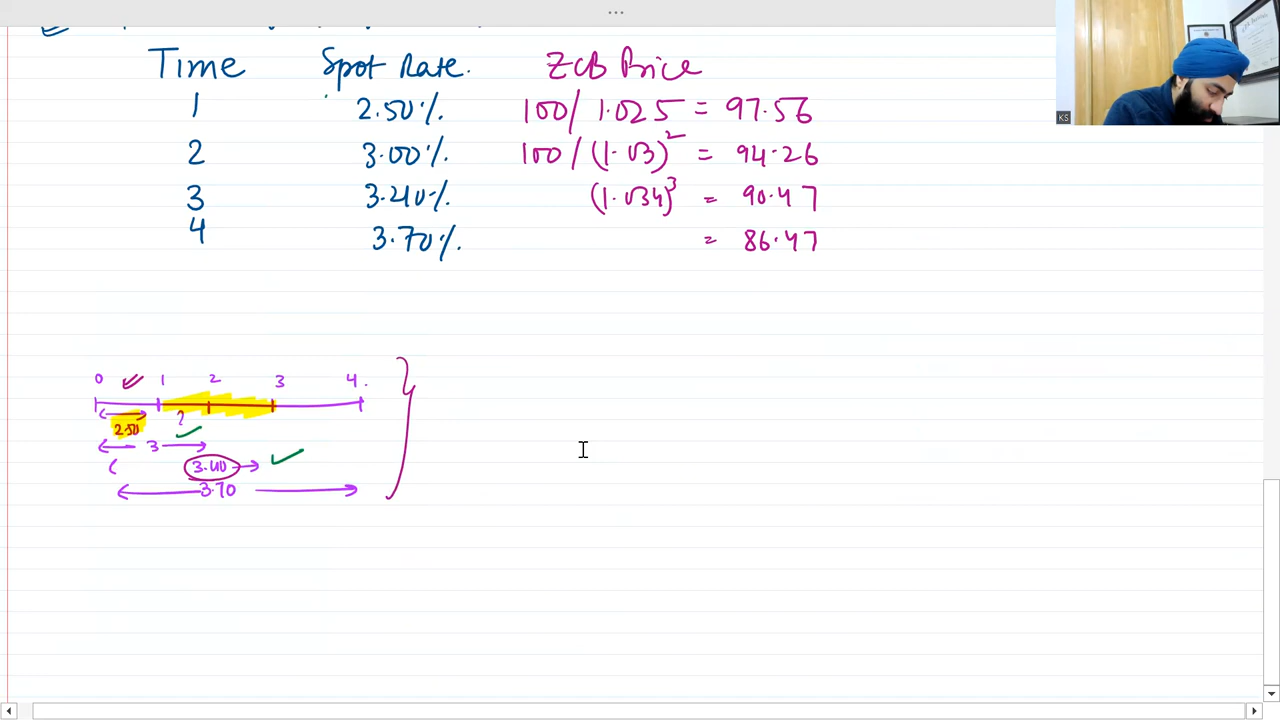 Time Spot Rate. ZCB Price
1 2.50% 100/1.025 = 97.56
2 3.00% 100/(1.03)² = 94.26
3 3.40% (1.034)³ = 90.47
4 3.70% = 86.47
0 1 2 3 4.
2.50 ?
3
3.40
3.70
KS